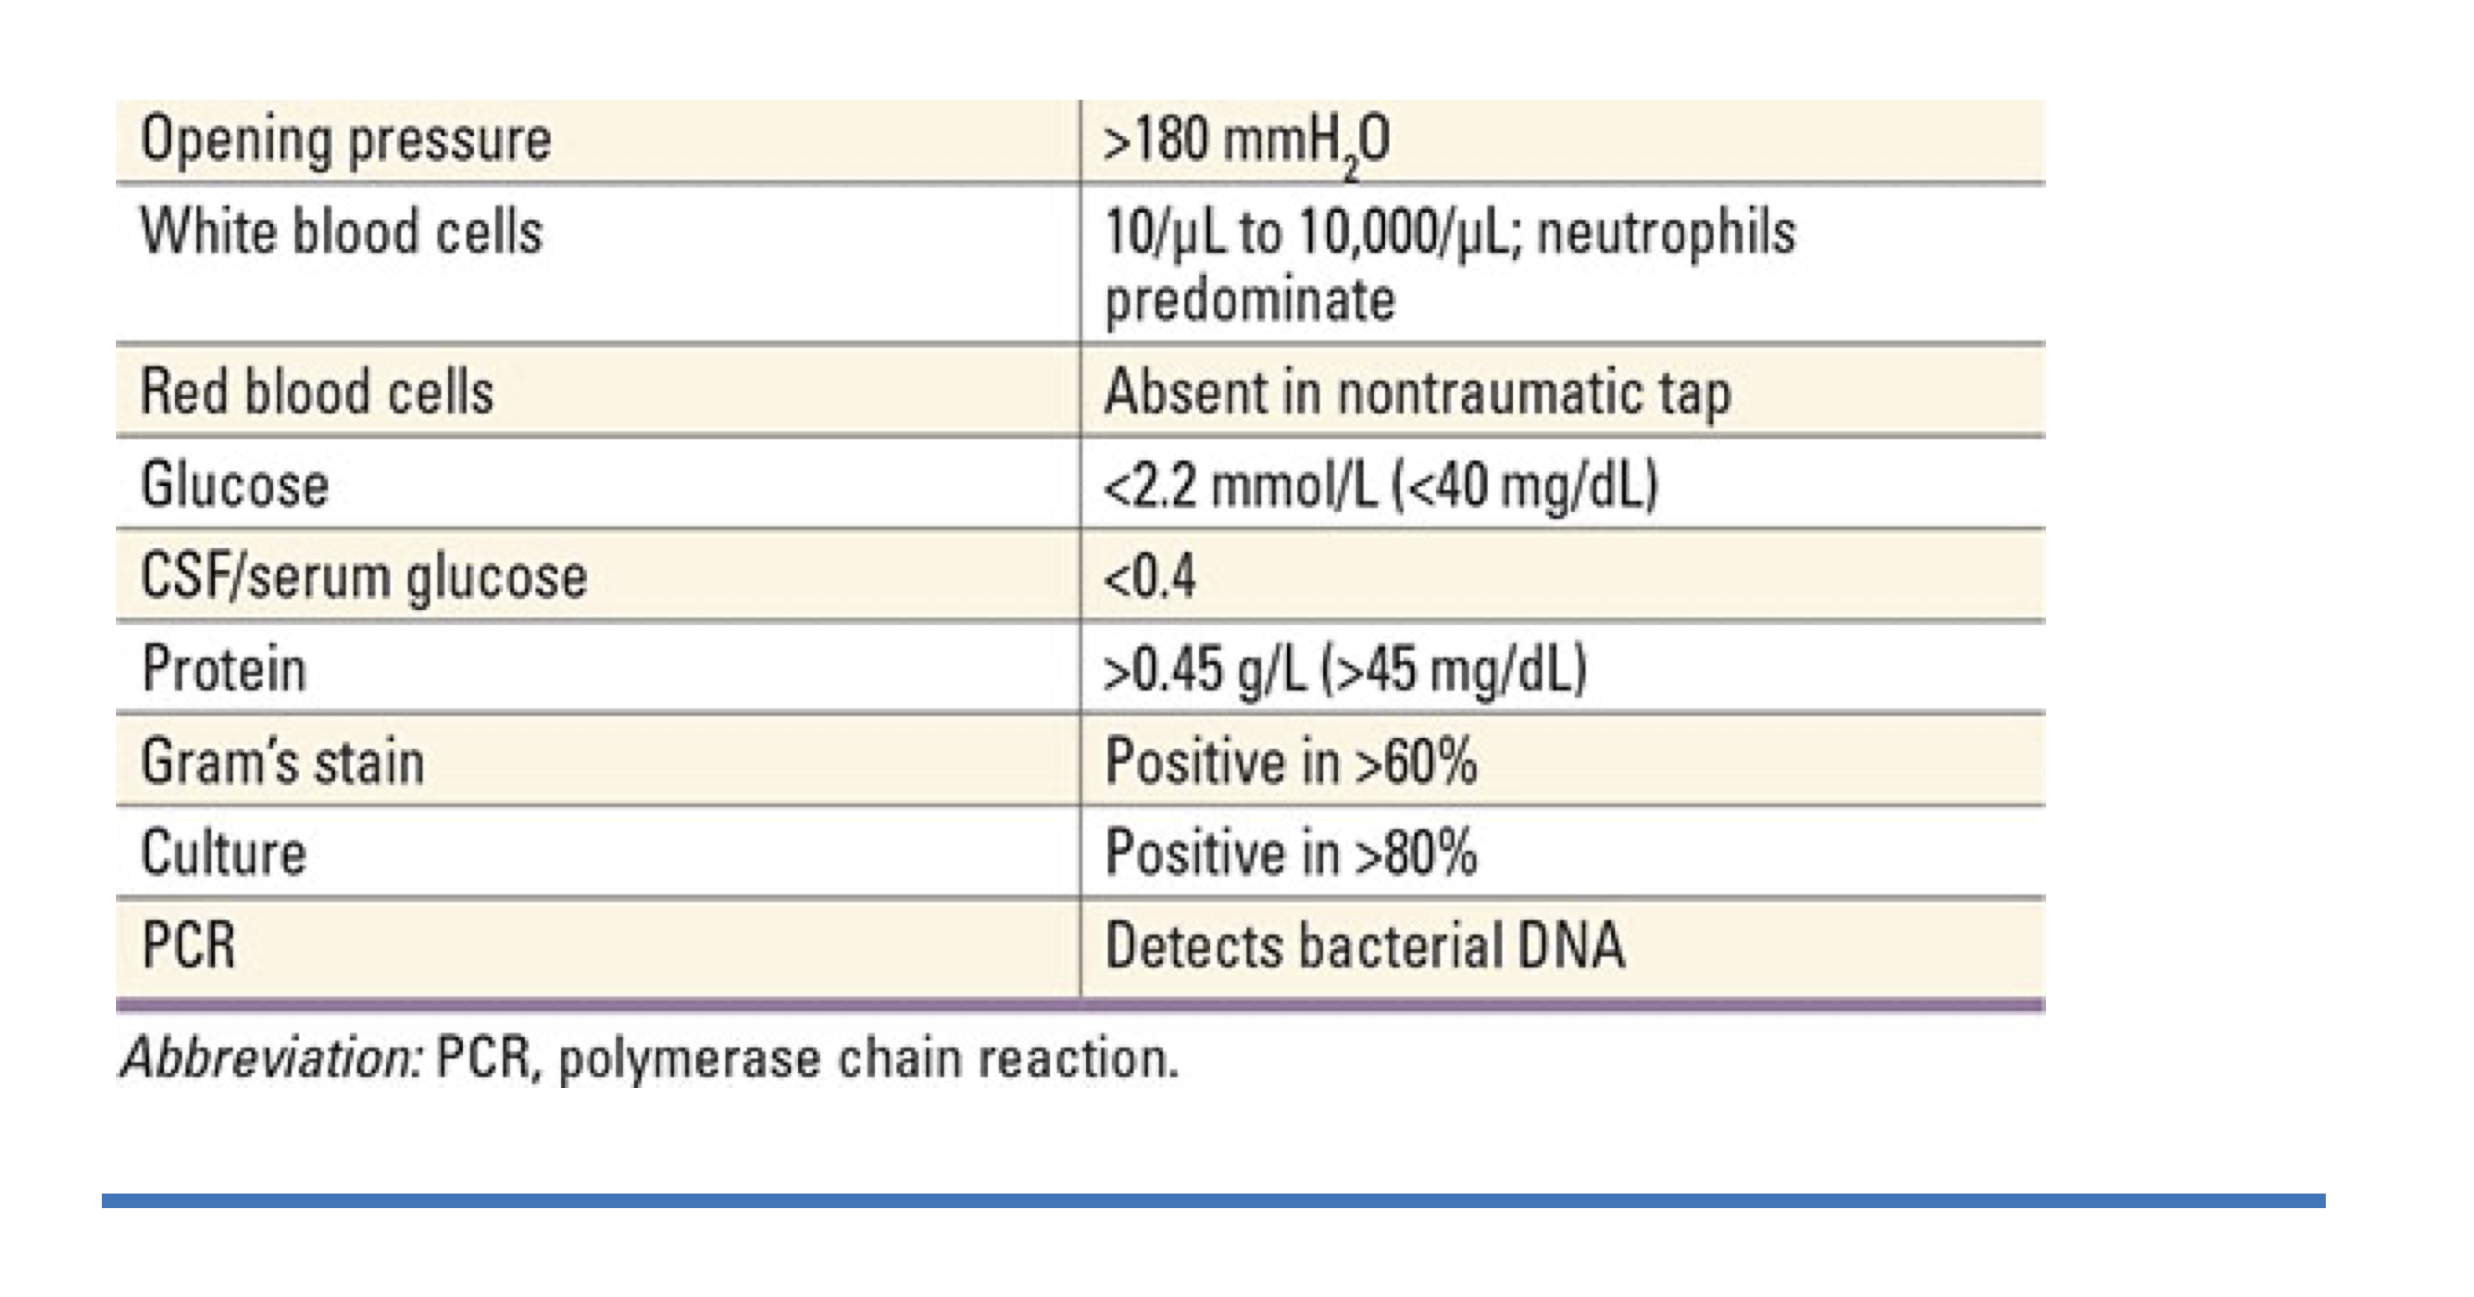 Opening pressure >180 mmH₂O
White blood cells 10/µL to 10,000/µL; neutrophils
predominate
Red blood cells Absent in nontraumatic tap
Glucose <2.2 mmol/L (<40 mg/dL)
CSF/serum glucose <0.4
Protein >0.45 g/L (>45 mg/dL)
Gram's stain Positive in >60%
Culture Positive in >80%
PCR Detects bacterial DNA
Abbreviation: PCR, polymerase chain reaction.